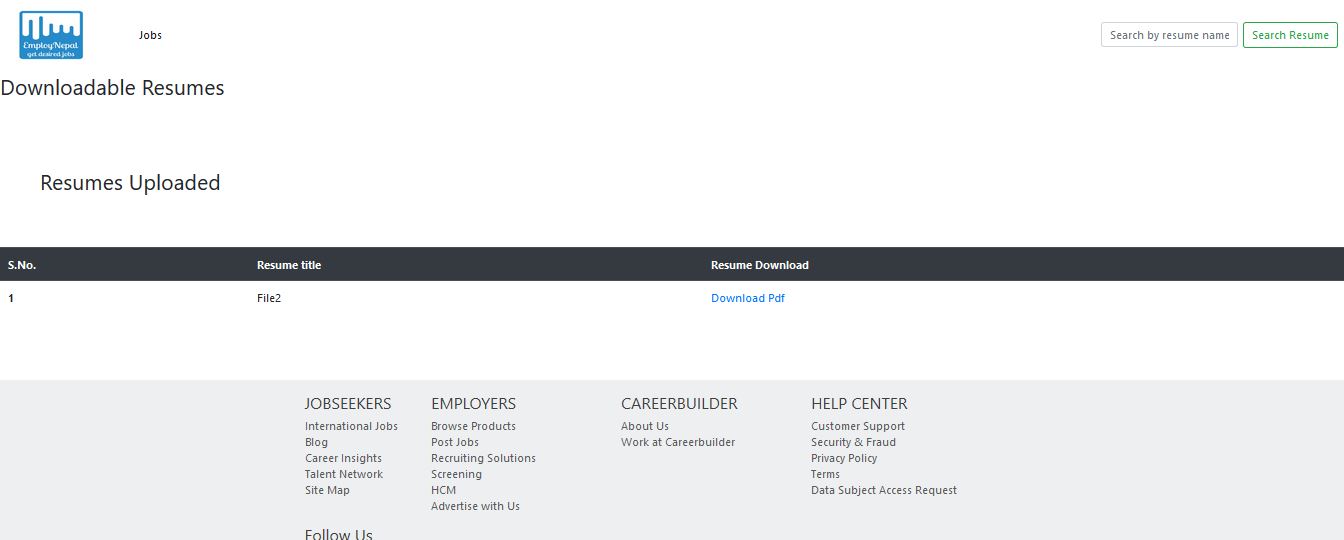 EmployNepal
get desired jobs
Jobs
Search by resume name
Search Resume
Downloadable Resumes
Resumes Uploaded
S.No. Resume title Resume Download
1 File2 Download Pdf
JOBSEEKERS
International Jobs
Blog
Career Insights
Talent Network
Site Map
EMPLOYERS
Browse Products
Post Jobs
Recruiting Solutions
Screening
HCM
Advertise with Us
CAREERBUILDER
About Us
Work at Careerbuilder
HELP CENTER
Customer Support
Security & Fraud
Privacy Policy
Terms
Data Subject Access Request
Follow Us